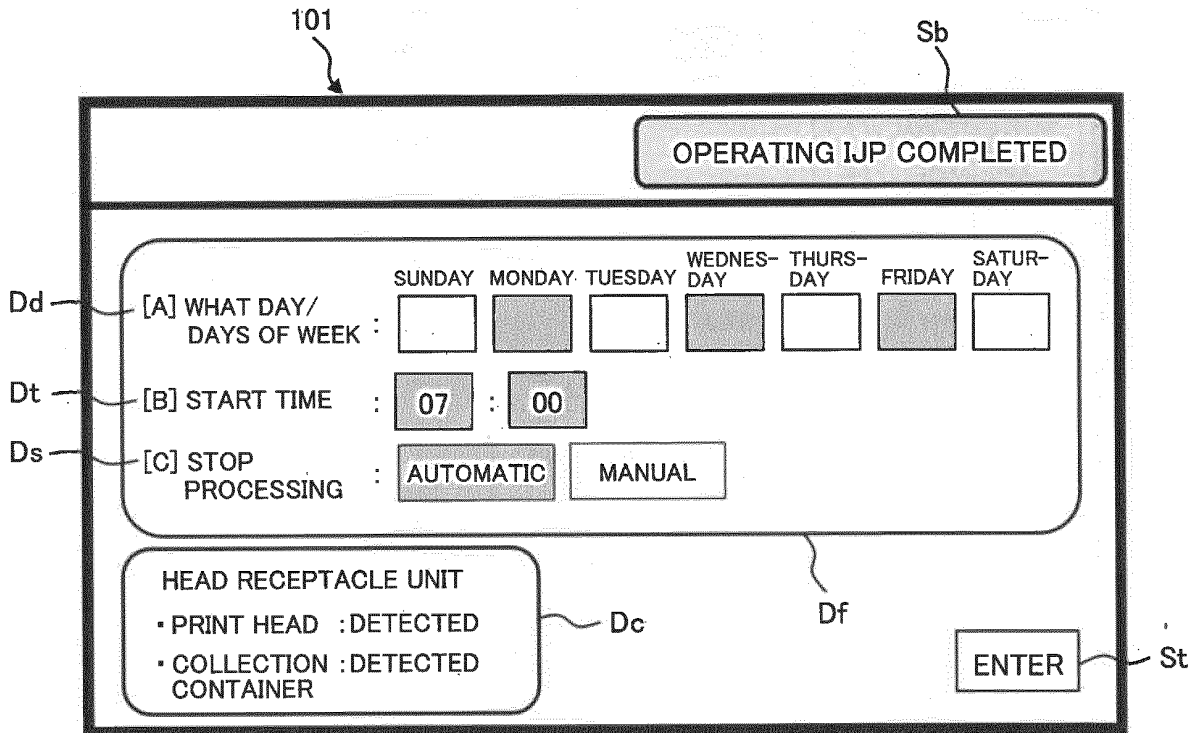 101
Sb
OPERATING IJP COMPLETED
SUNDAY MONDAY TUESDAY WEDNES-DAY THURS-DAY FRIDAY SATUR-DAY
Dd
[A] WHAT DAY/
DAYS OF WEEK :
Dt
[B] START TIME : 07 : 00
Ds
[C] STOP
PROCESSING : AUTOMATIC MANUAL
Df
HEAD RECEPTACLE UNIT
・PRINT HEAD : DETECTED
Dc
・COLLECTION : DETECTED
CONTAINER
ENTER
St